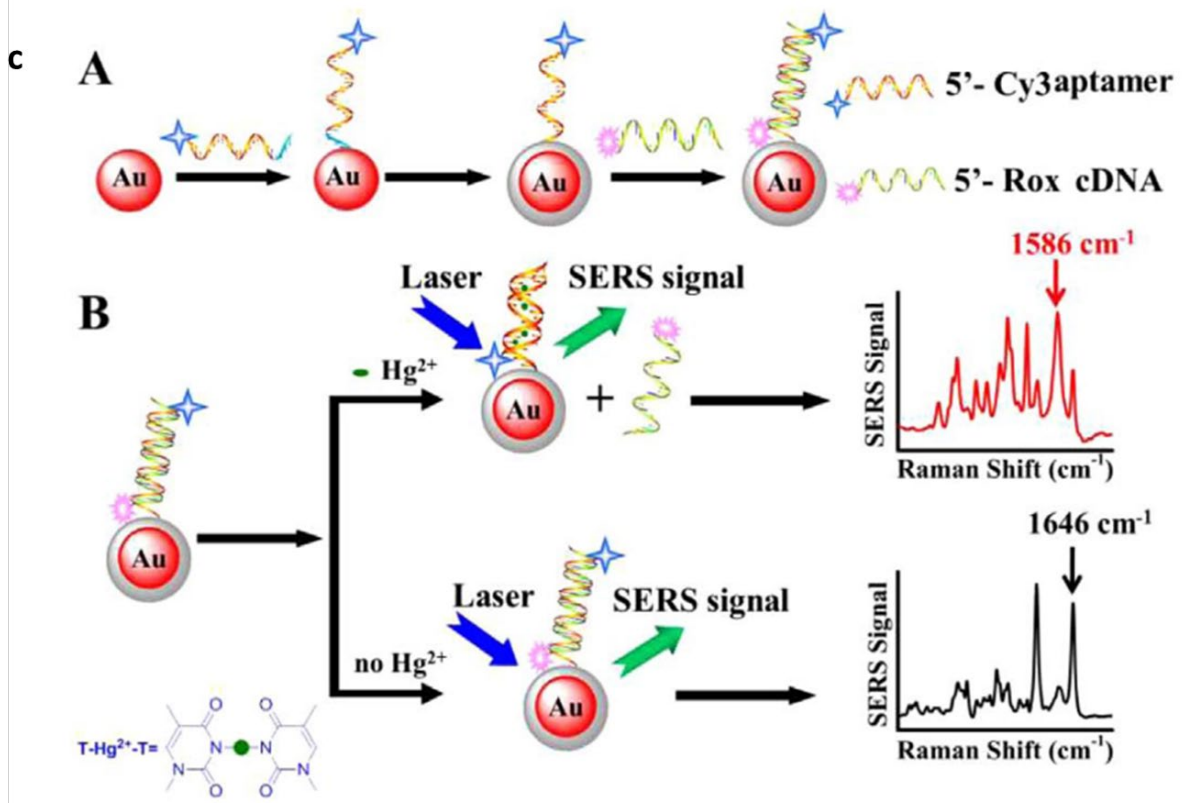 c
A
Au
Au
Au
Au
5’- Cy3aptamer
5’- Rox cDNA
B
Laser
SERS signal
Hg²⁺
Au
+
1586 cm⁻¹
SERS Signal
Raman Shift (cm⁻¹)
Au
no Hg²⁺
Laser
SERS signal
Au
1646 cm⁻¹
SERS Signal
Raman Shift (cm⁻¹)
T-Hg²⁺-T=
O
O
N
N
N
N
O
O